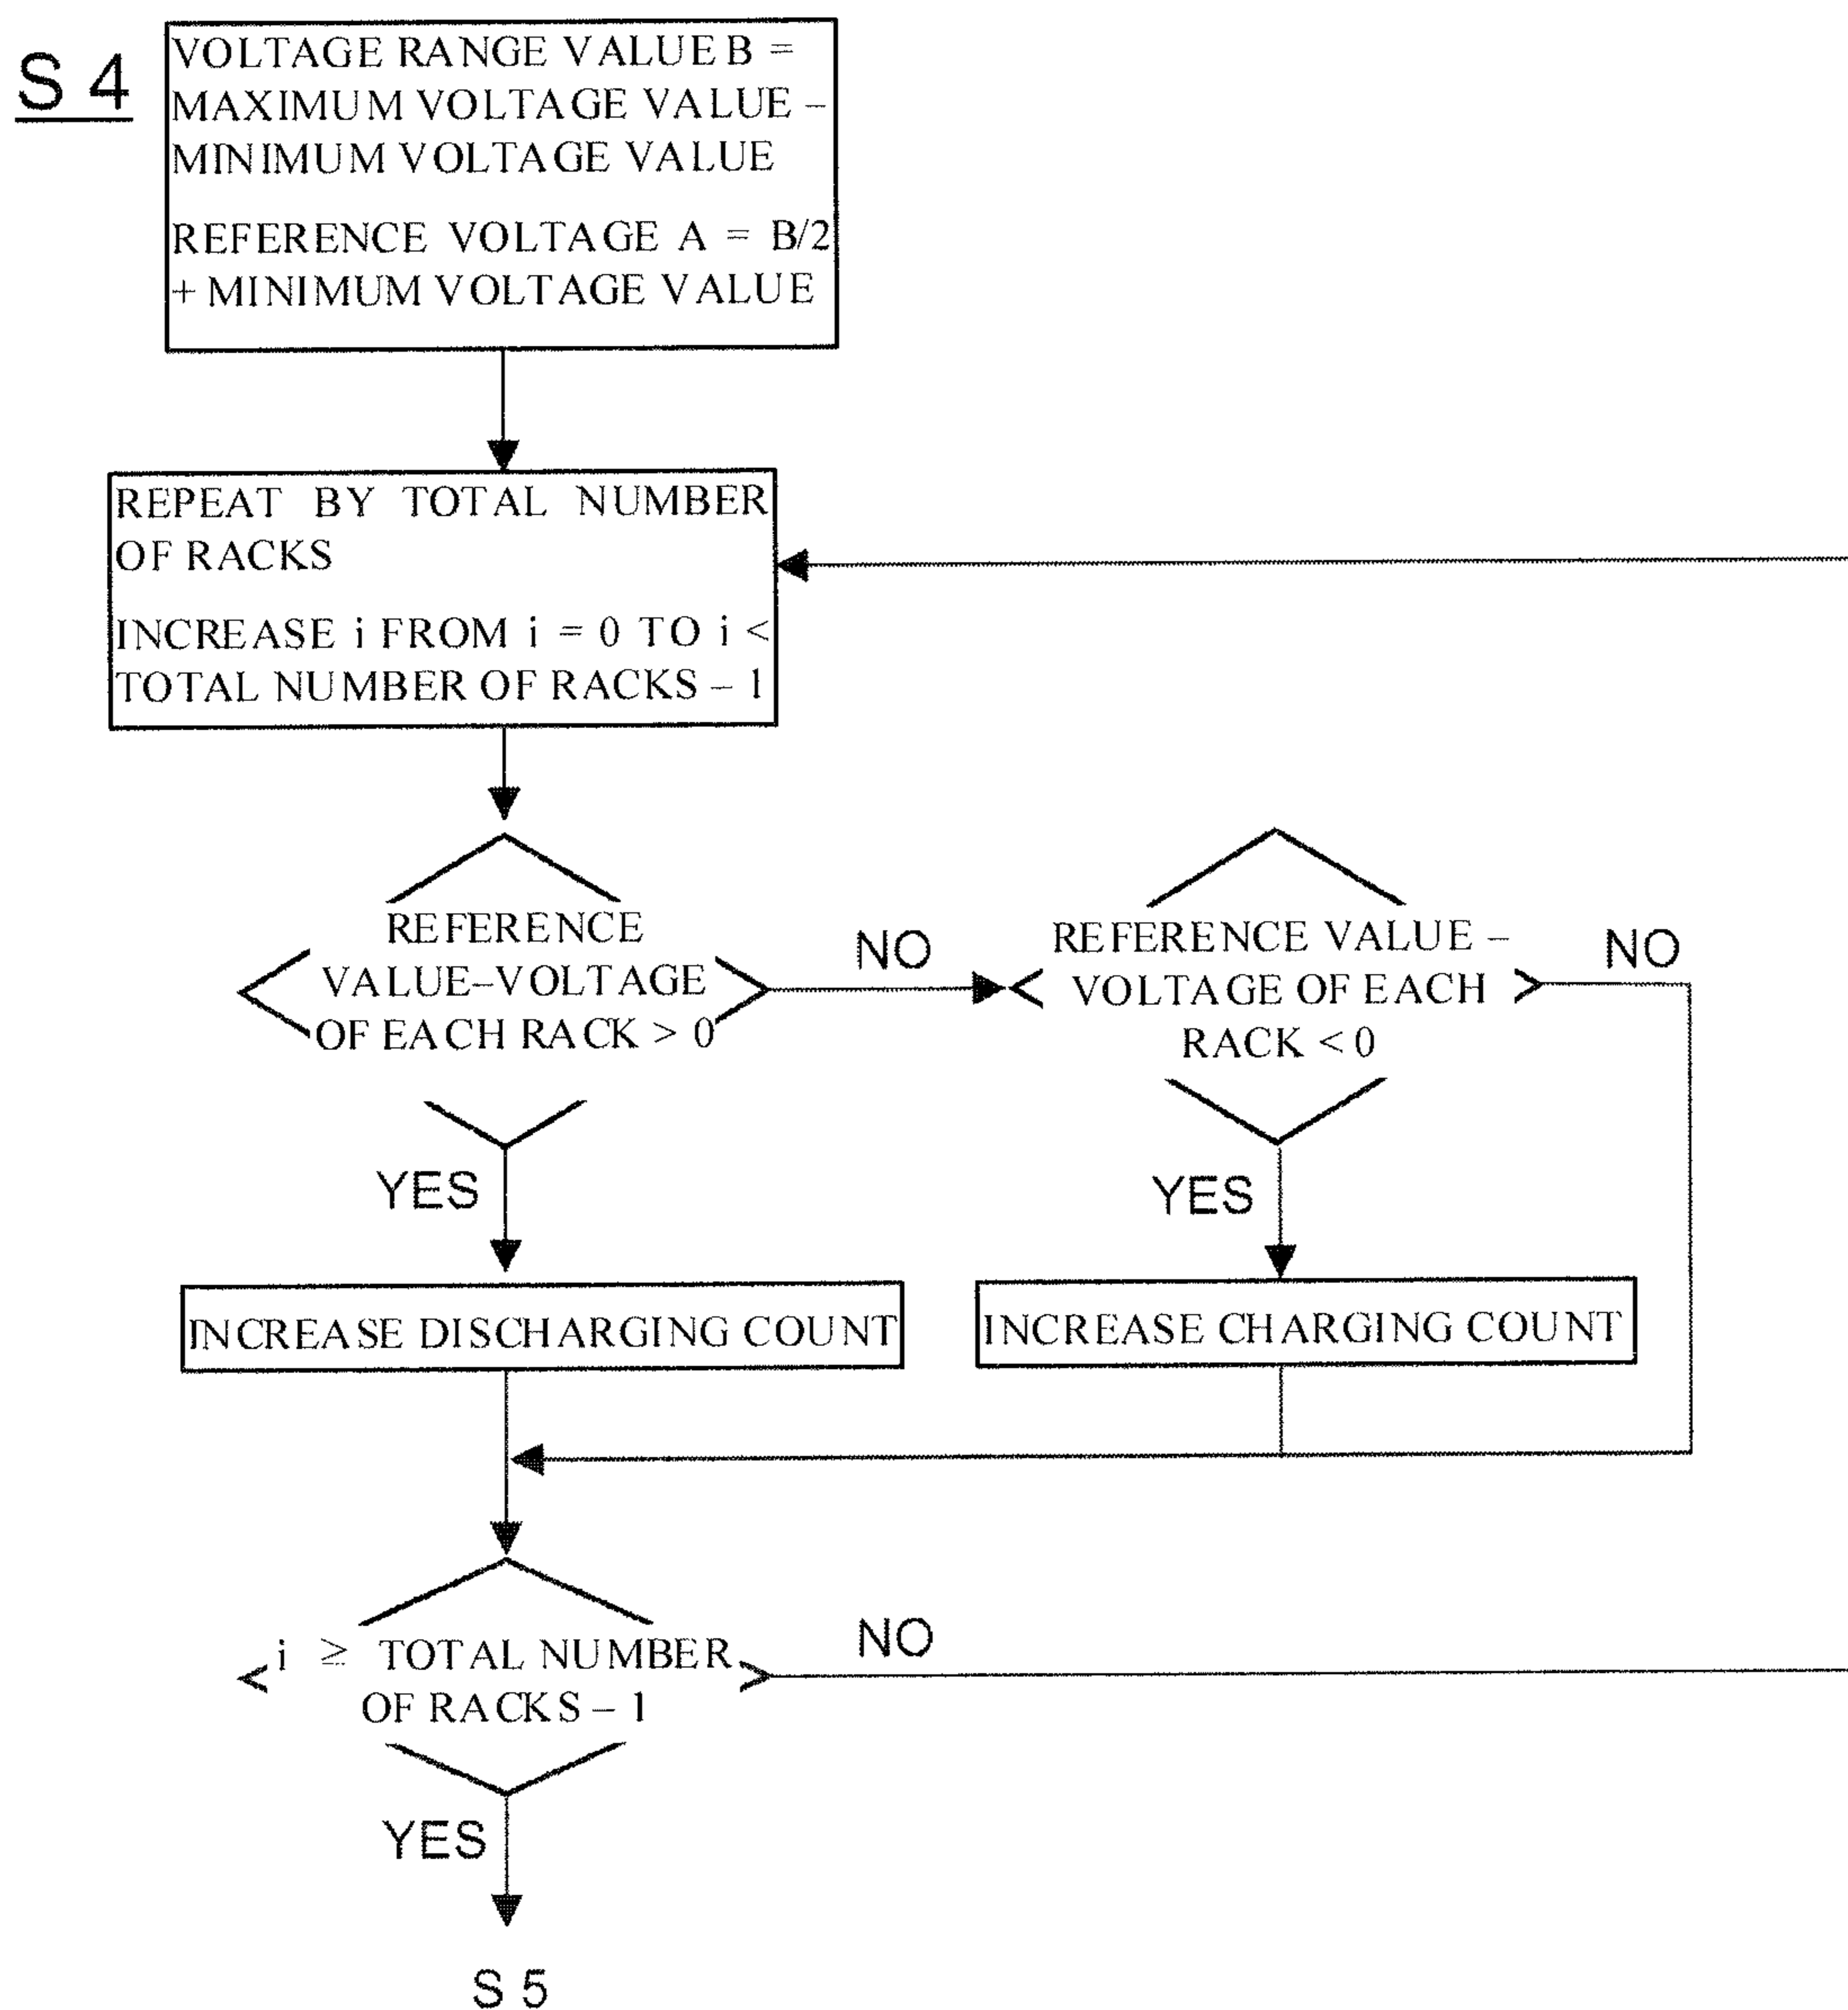 S 4
VOLTAGE RANGE VALUE B =
MAXIMUM VOLTAGE VALUE –
MINIMUM VOLTAGE VALUE
REFERENCE VOLTAGE A = B/2
+ MINIMUM VOLTAGE VALUE
REPEAT BY TOTAL NUMBER
OF RACKS
INCREASE i FROM i = 0 TO i <
TOTAL NUMBER OF RACKS – 1
REFERENCE
VALUE–VOLTAGE
OF EACH RACK > 0
NO
REFERENCE VALUE –
VOLTAGE OF EACH
RACK < 0
NO
YES
YES
INCREASE DISCHARGING COUNT
INCREASE CHARGING COUNT
i ≥ TOTAL NUMBER
OF RACKS – 1
NO
YES
S 5